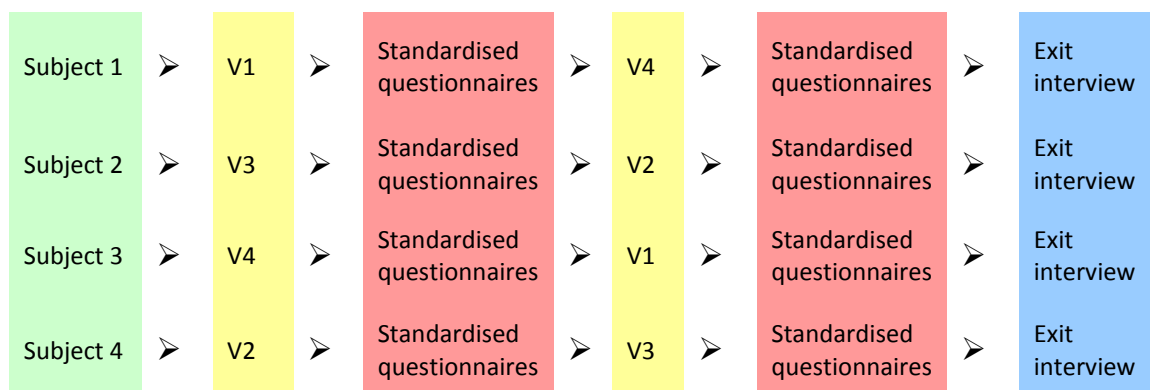 Subject 1 ➢ V1 ➢ Standardised questionnaires ➢ V4 ➢ Standardised questionnaires ➢ Exit interview
Subject 2 ➢ V3 ➢ Standardised questionnaires ➢ V2 ➢ Standardised questionnaires ➢ Exit interview
Subject 3 ➢ V4 ➢ Standardised questionnaires ➢ V1 ➢ Standardised questionnaires ➢ Exit interview
Subject 4 ➢ V2 ➢ Standardised questionnaires ➢ V3 ➢ Standardised questionnaires ➢ Exit interview